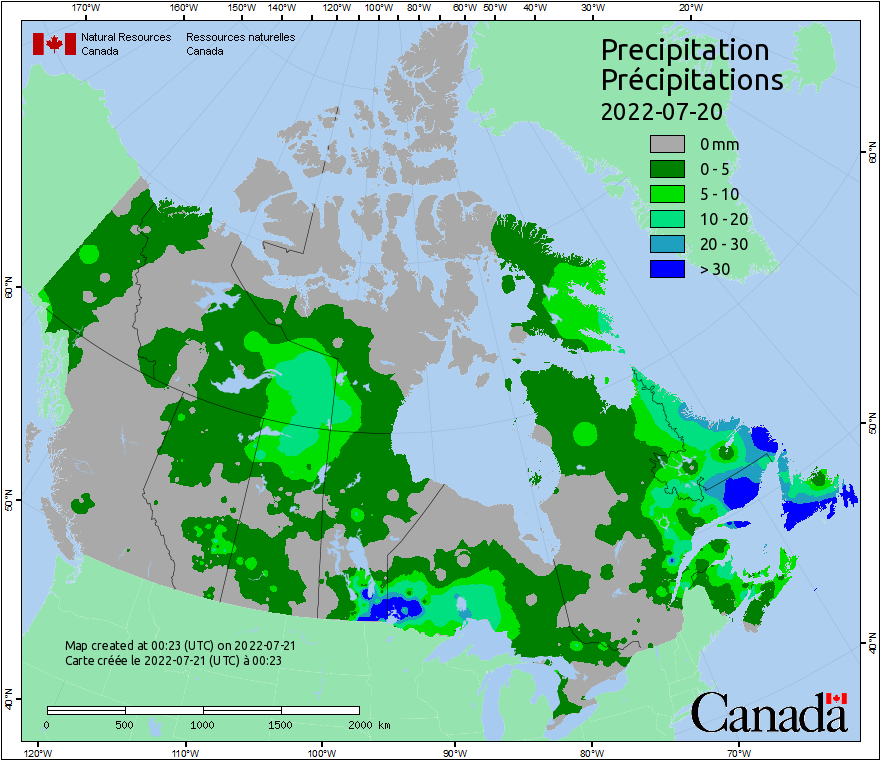 170°W 160°W 150°W 140°W 130°W 120°W 110°W 100°W 90°W 80°W 70°W 60°W 50°W 40°W 30°W 20°W
Natural Resources Canada
Ressources naturelles Canada
Precipitation
Précipitations
2022-07-20
0 mm
0 - 5
5 - 10
10 - 20
20 - 30
> 30
60°N
60°N
50°N
50°N
40°N
40°N
Map created at 00:23 (UTC) on 2022-07-21
Carte créée le 2022-07-21 (UTC) à 00:23
0 500 1000 1500 2000 km
Canada
120°W 110°W 100°W 90°W 80°W 70°W